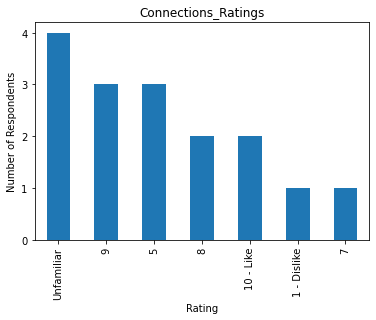 Connections_Ratings
Number of Respondents
4
3
2
1
0
Unfamiliar
9
5
8
10 - Like
1 - Dislike
7
Rating